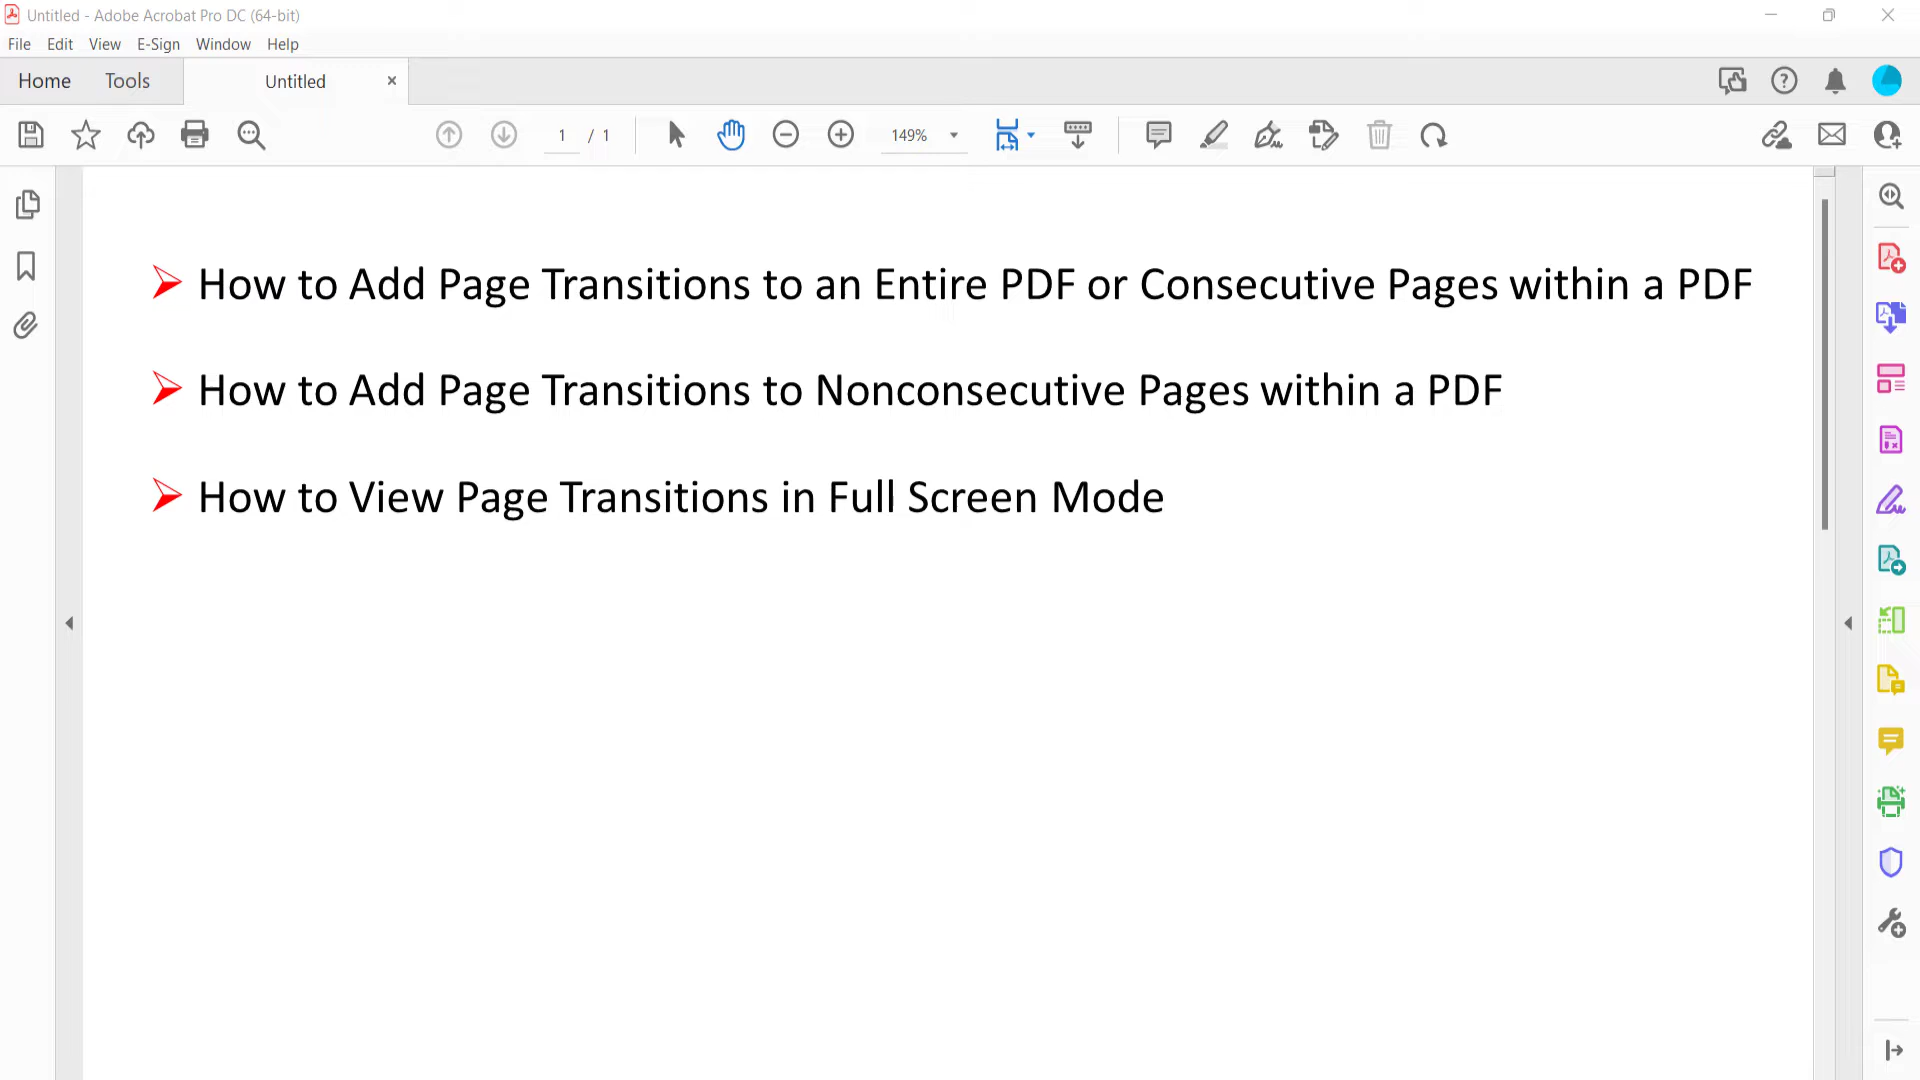 Untitled - Adobe Acrobat Pro DC (64-bit)
File Edit View E-Sign Window Help
Home Tools Untitled
1 / 1 149%
How to Add Page Transitions to an Entire PDF or Consecutive Pages within a PDF
How to Add Page Transitions to Nonconsecutive Pages within a PDF
How to View Page Transitions in Full Screen Mode